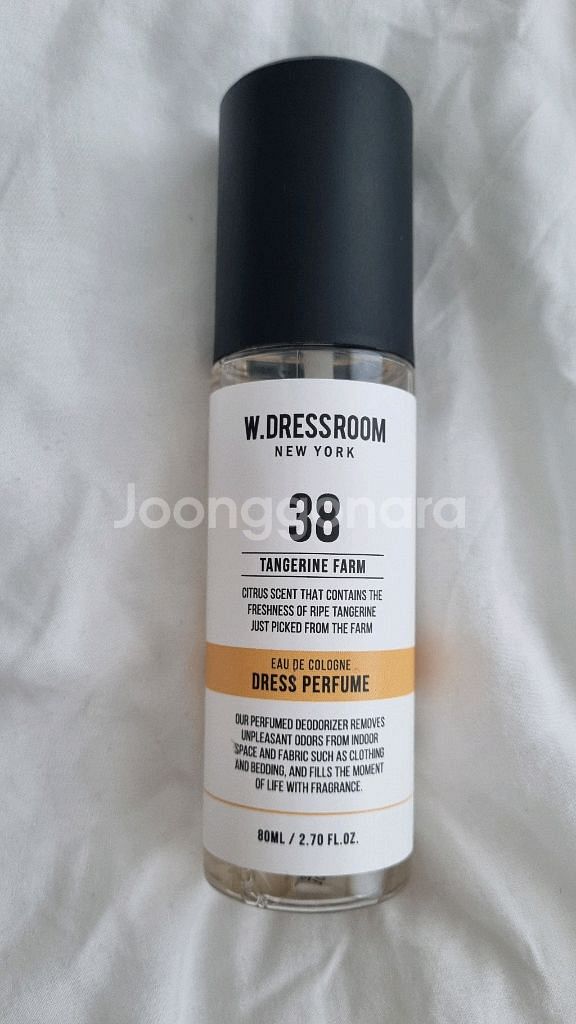 W.DRESSROOM
NEW YORK
38
Joonggonara
TANGERINE FARM
CITRUS SCENT THAT CONTAINS THE
FRESHNESS OF RIPE TANGERINE
JUST PICKED FROM THE FARM
EAU DE COLOGNE
DRESS PERFUME
OUR PERFUMED DEODORIZER REMOVES
UNPLEASANT ODORS FROM INDOOR
SPACE AND FABRIC SUCH AS CLOTHING
AND BEDDING, AND FILLS THE MOMENT
OF LIFE WITH FRAGRANCE.
80ML / 2.70 FL.OZ.